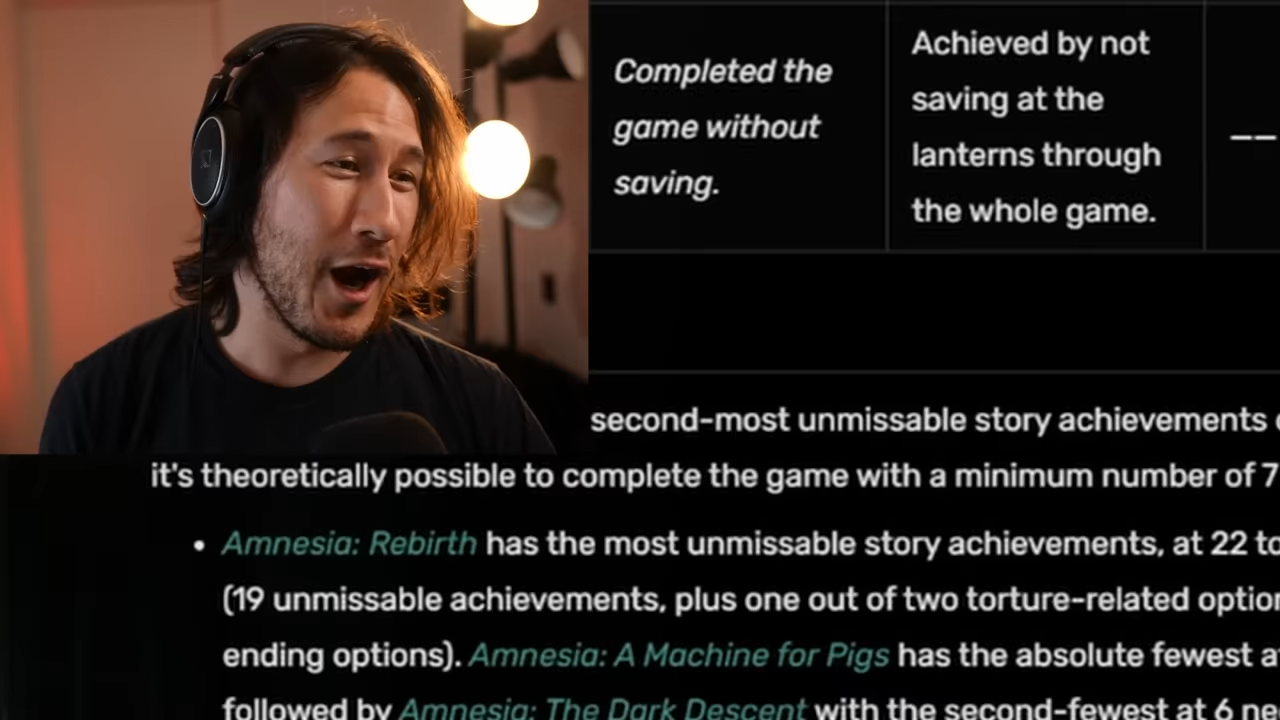 Completed the
game without
saving.
Achieved by not
saving at the
lanterns through
the whole game.
second-most unmissable story achievements
it's theoretically possible to complete the game with a minimum number of 7
• Amnesia: Rebirth has the most unmissable story achievements, at 22
(19 unmissable achievements, plus one out of two torture-related
ending options). Amnesia: A Machine for Pigs has the absolute fewest
followed by Amnesia: The Dark Descent with the second-fewest at 6